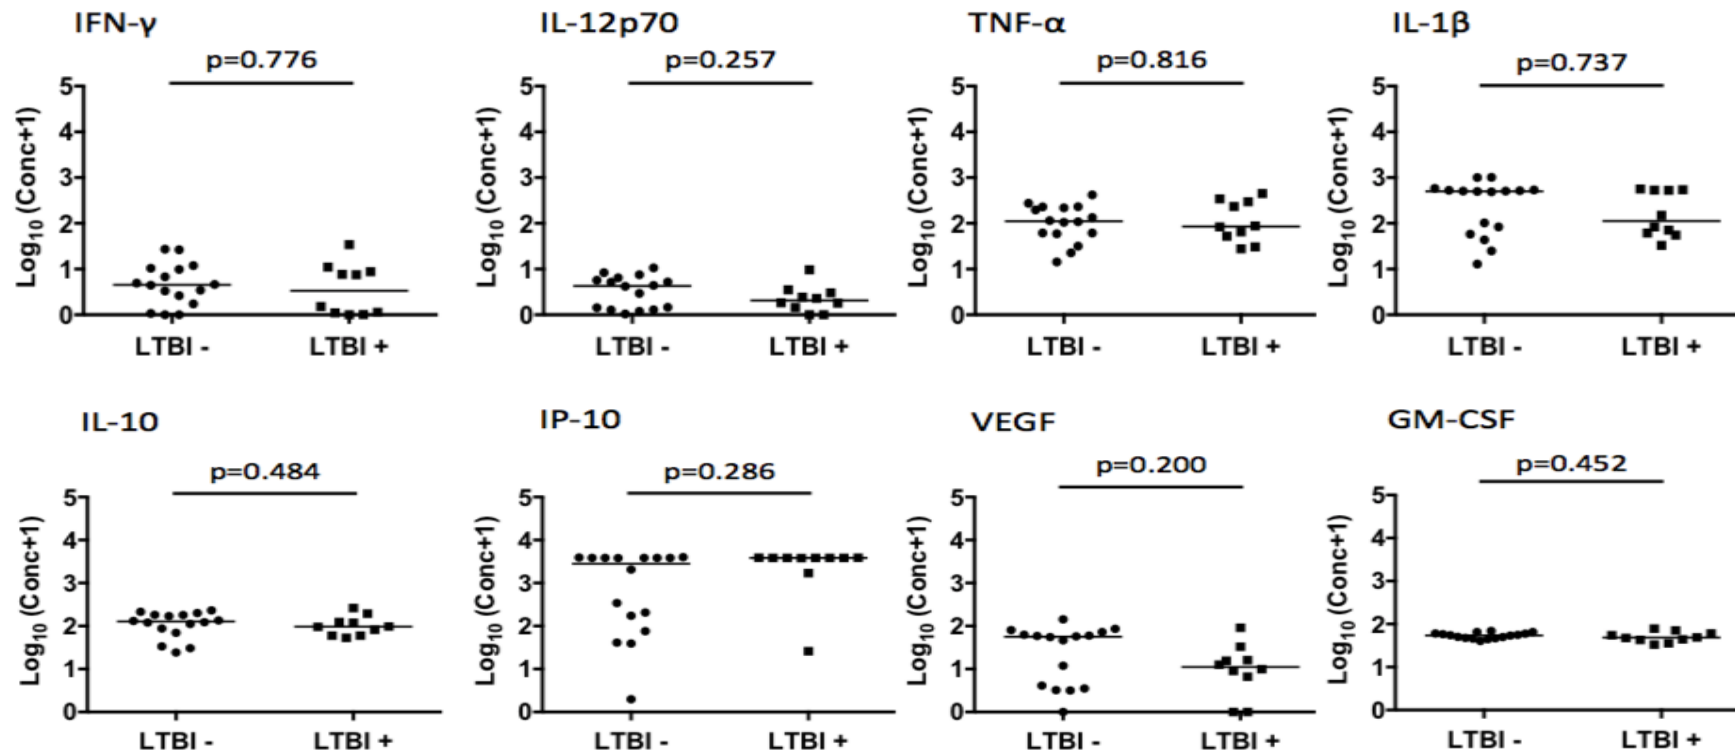 IFN-γ
p=0.776
Log10 (Conc+1)
5
4
3
2
1
0
LTBI - LTBI +
IL-12p70
p=0.257
Log10 (Conc+1)
5
4
3
2
1
0
LTBI - LTBI +
TNF-α
p=0.816
Log10 (Conc+1)
5
4
3
2
1
0
LTBI - LTBI +
IL-1β
p=0.737
Log10 (Conc+1)
5
4
3
2
1
0
LTBI - LTBI +
IL-10
p=0.484
Log10 (Conc+1)
5
4
3
2
1
0
LTBI - LTBI +
IP-10
p=0.286
Log10 (Conc+1)
5
4
3
2
1
0
LTBI - LTBI +
VEGF
p=0.200
Log10 (Conc+1)
5
4
3
2
1
0
LTBI - LTBI +
GM-CSF
p=0.452
Log10 (Conc+1)
5
4
3
2
1
0
LTBI - LTBI +